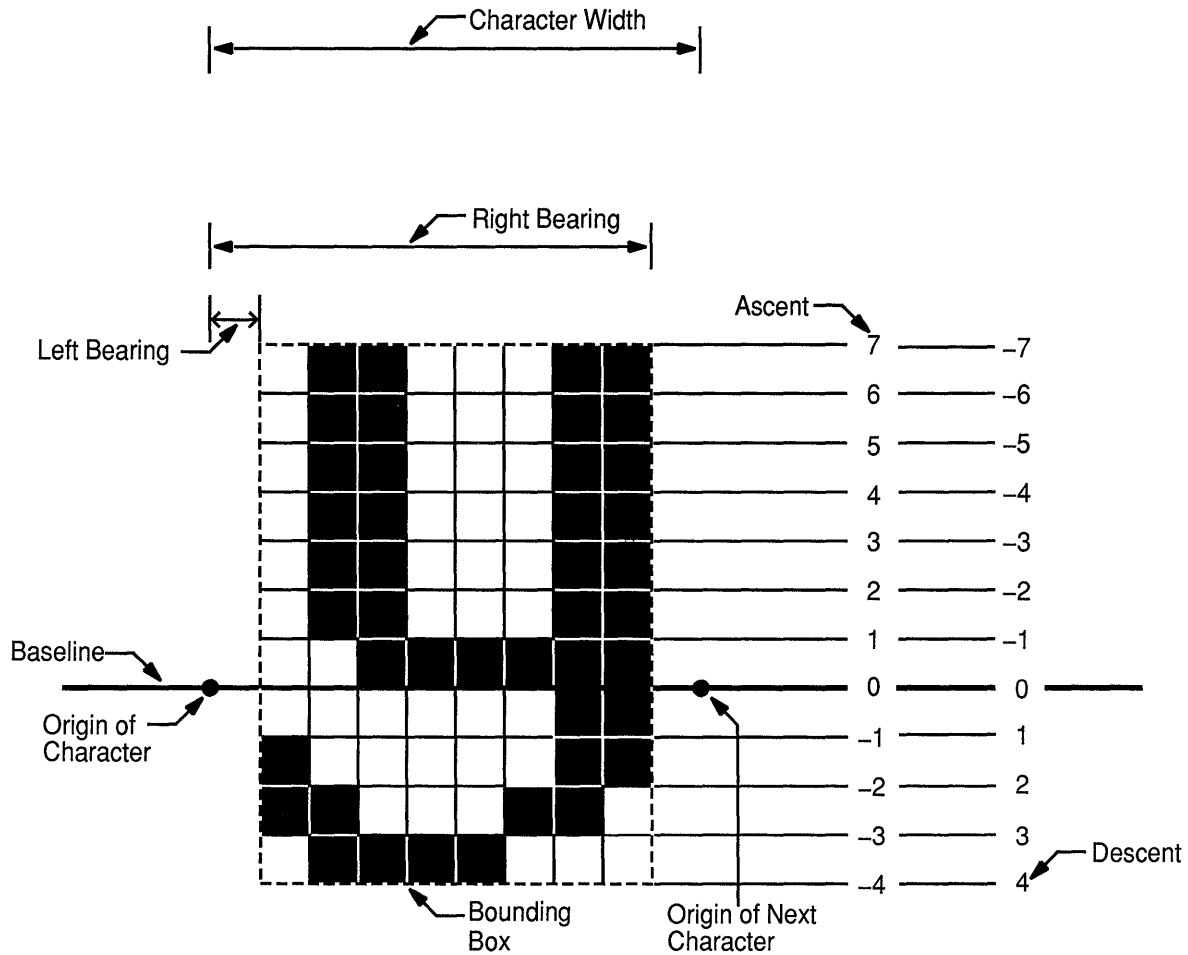 Character Width
Right Bearing
Ascent
Left Bearing
7 –7
6 –6
5 –5
4 –4
3 –3
2 –2
1 –1
Baseline
0 0
Origin of
Character
–1 1
–2 2
–3 3
Descent
–4 4
Bounding
Box
Origin of Next
Character